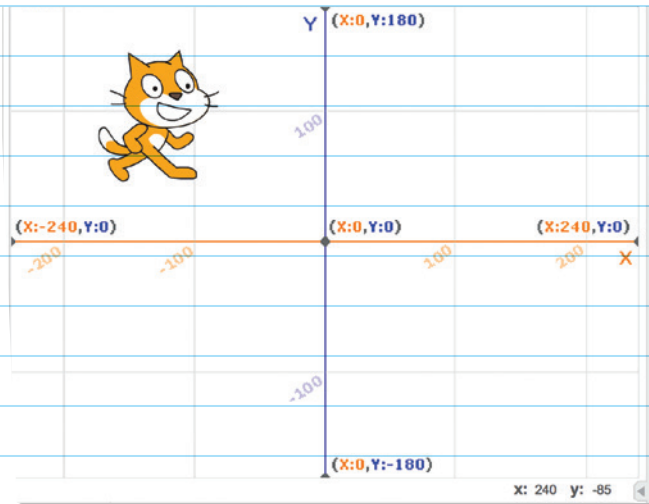 Y (X:0,Y:180)
100
(X:-240,Y:0) (X:0,Y:0) (X:240,Y:0)
-200 -100 100 200 X
-100
(X:0,Y:-180)
x: 240 y: -85